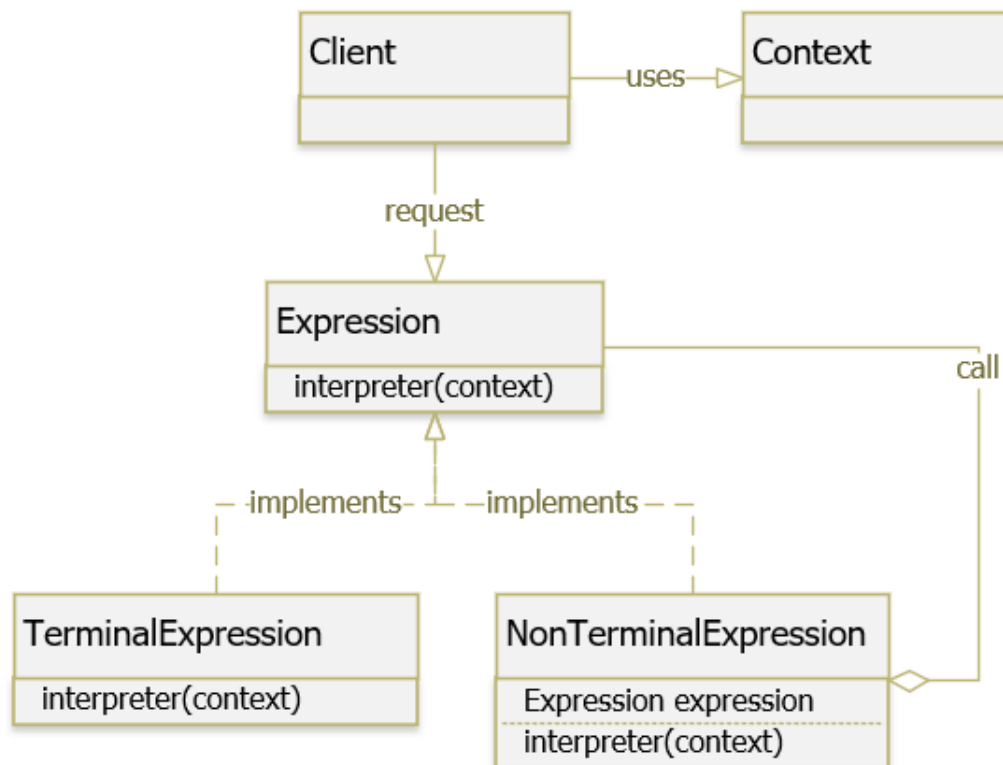 Client
uses
Context
request
Expression
interpreter(context)
call
implements
implements
TerminalExpression
interpreter(context)
NonTerminalExpression
Expression expression
interpreter(context)